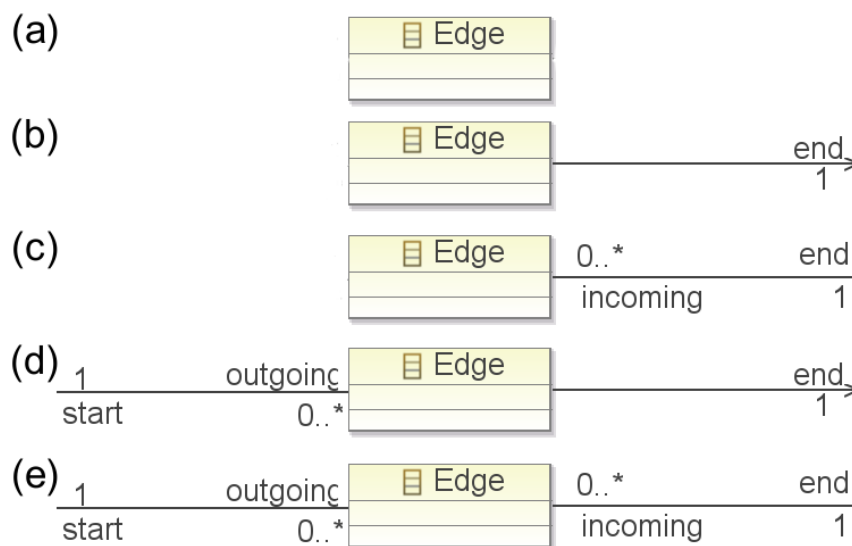 (a) Edge
(b) Edge end
1
(c) Edge 0..* end
incoming 1
(d) 1 outgoing Edge end
start 0..* 1
(e) 1 outgoing Edge 0..* end
start 0..* incoming 1